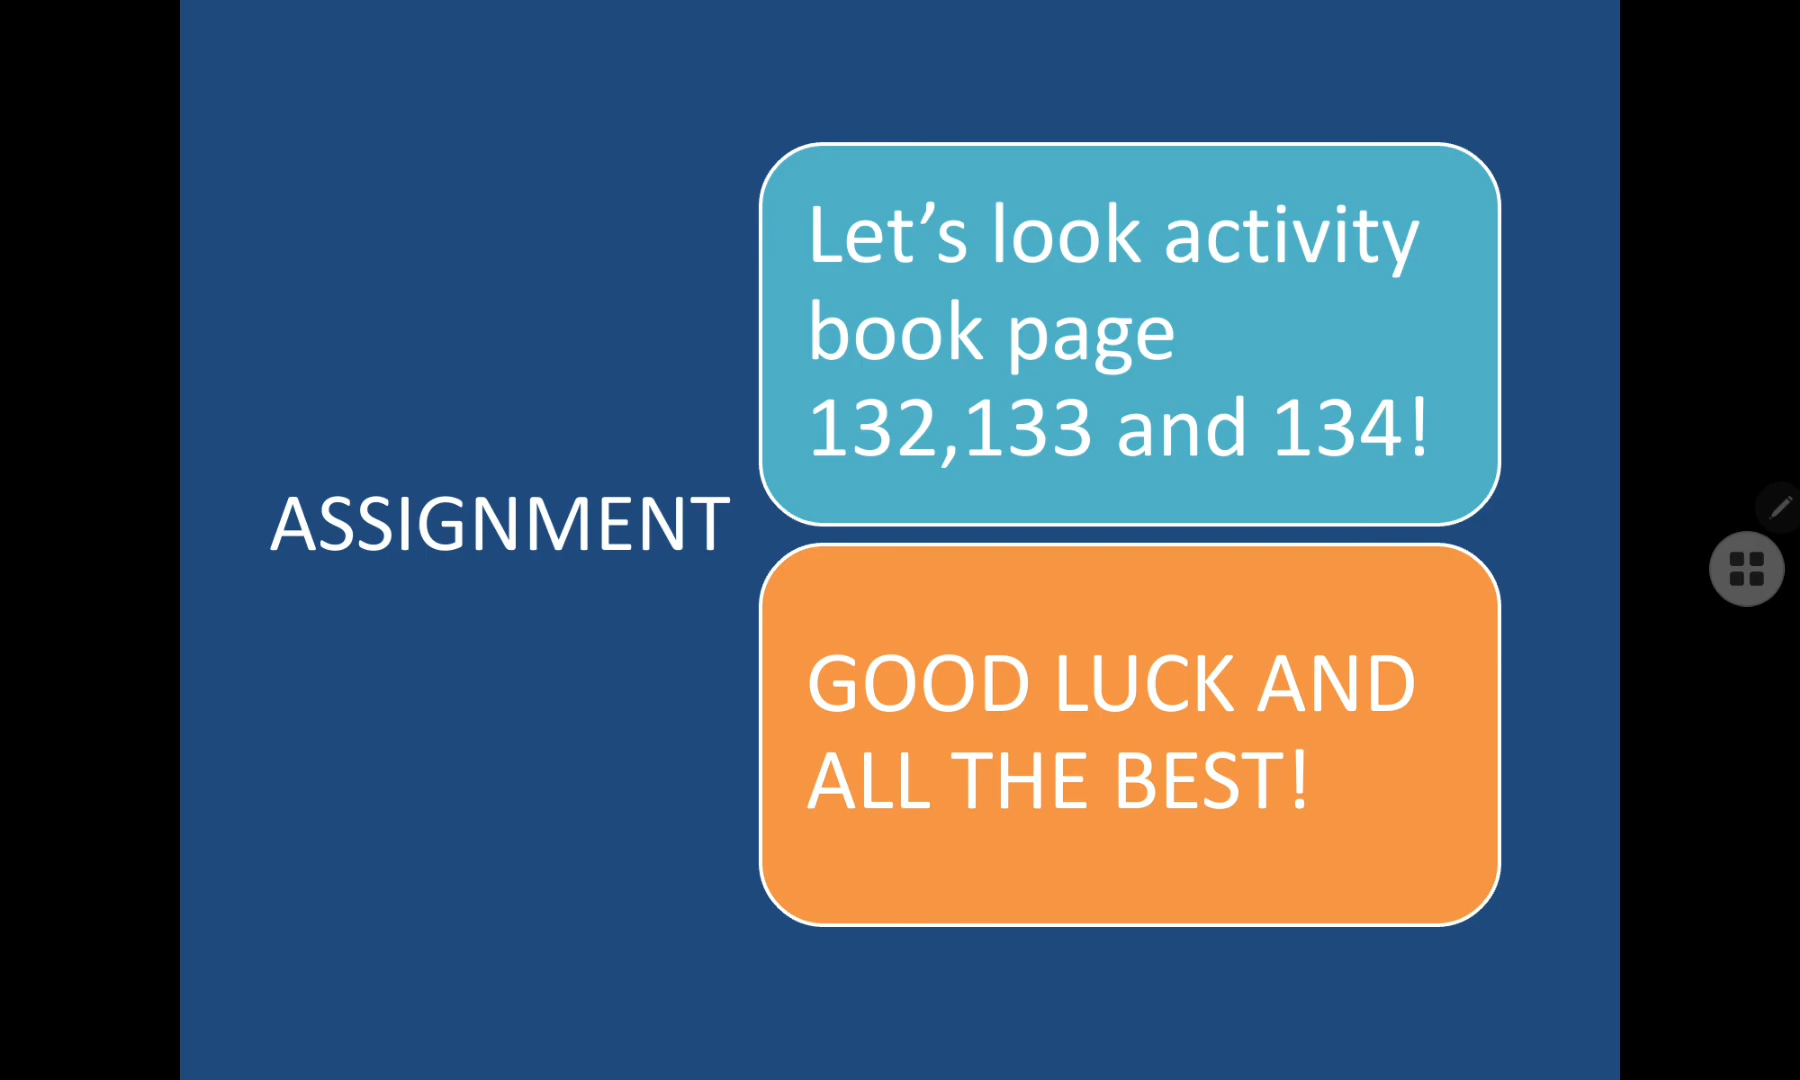 ASSIGNMENT
Let’s look activity
book page
132,133 and 134!
GOOD LUCK AND
ALL THE BEST!